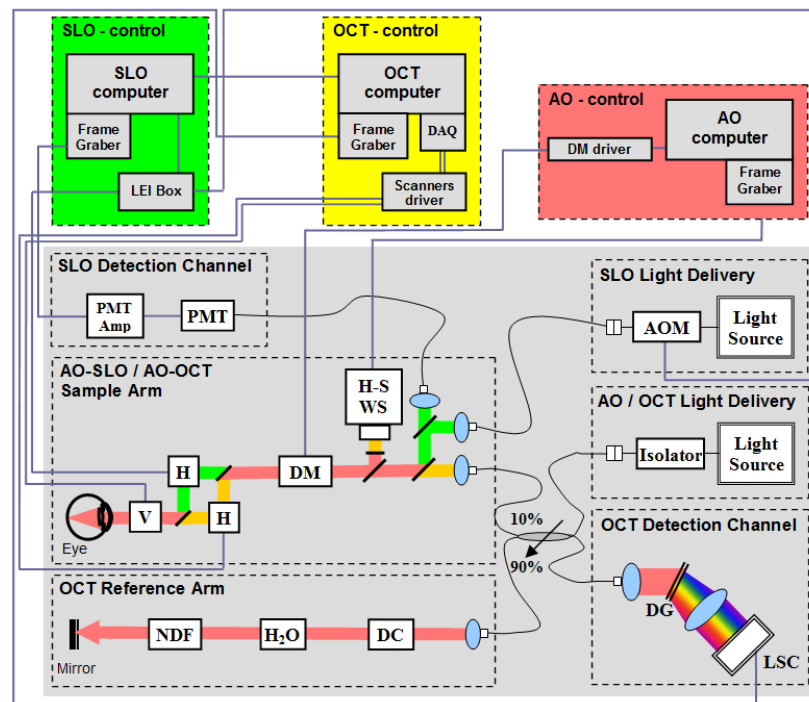 SLO - control
SLO
computer
Frame
Graber
LEI Box
OCT - control
OCT
computer
Frame
Graber
DAQ
Scanners
driver
AO - control
AO
computer
DM driver
Frame
Graber
SLO Detection Channel
PMT
Amp
PMT
SLO Light Delivery
AOM
Light
Source
AO-SLO / AO-OCT
Sample Arm
H-S
WS
H
DM
V
H
Eye
AO / OCT Light Delivery
Isolator
Light
Source
10%
90%
OCT Detection Channel
DG
LSC
OCT Reference Arm
NDF
H₂O
DC
Mirror